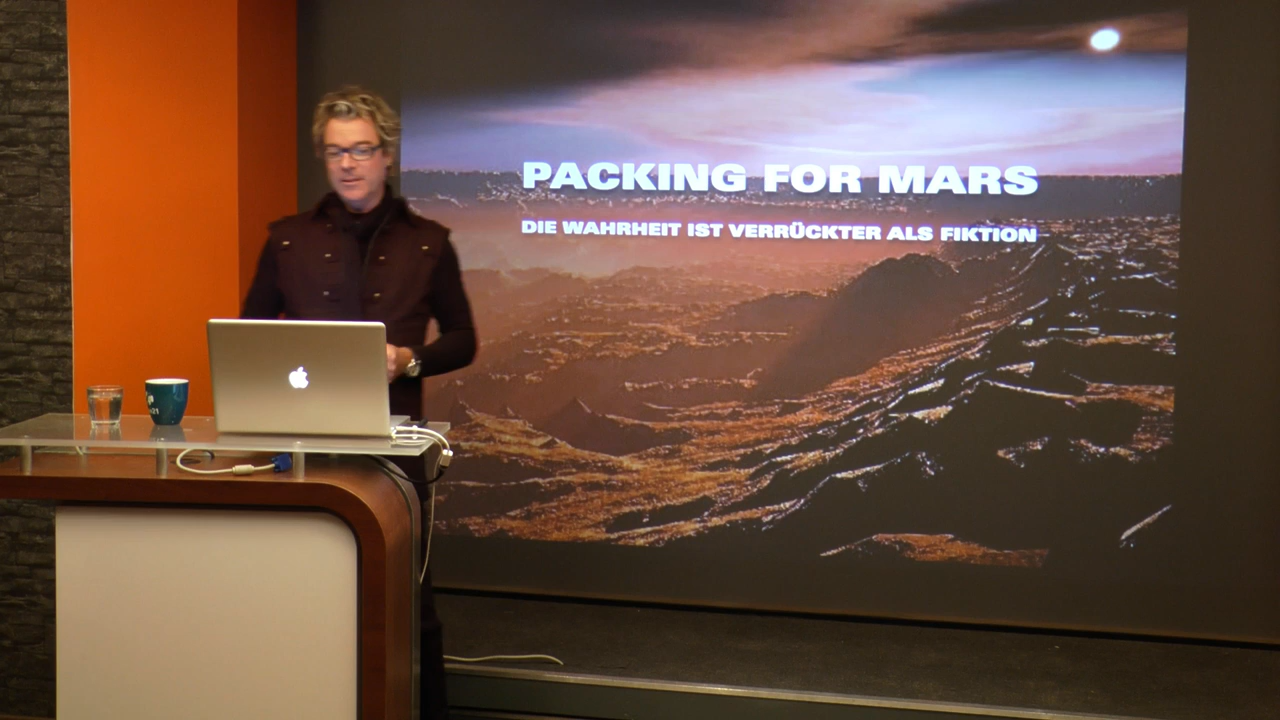 PACKING FOR MARS
DIE WAHRHEIT IST VERRÜCKTER ALS FIKTION